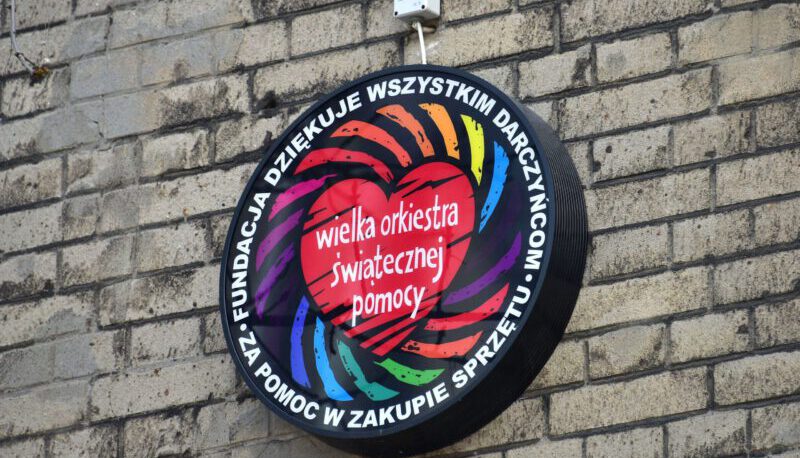 FUNDACJA DZIĘKUJE WSZYSTKIM DARCZYŃCOM •
ZA POMOC W ZAKUPIE SPRZĘTU •
wielka orkiestra
świątecznej
pomocy